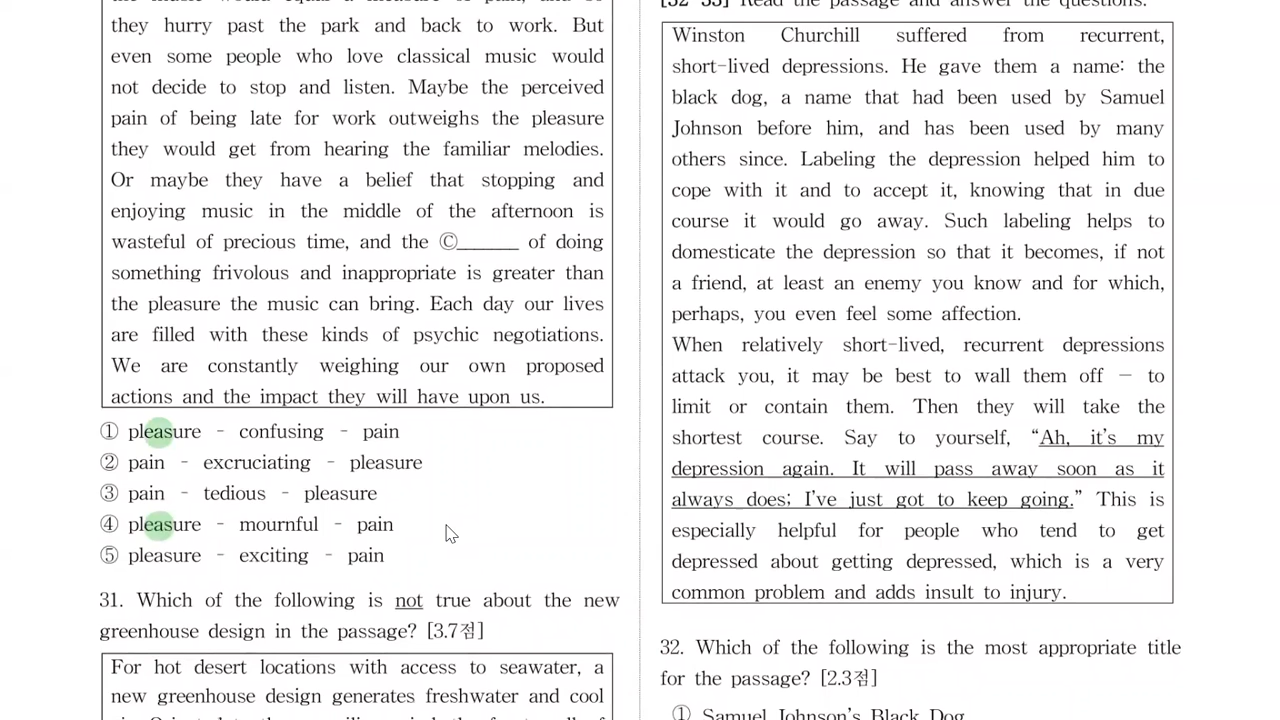 they hurry past the park and back to work. But
even some people who love classical music would
not decide to stop and listen. Maybe the perceived
pain of being late for work outweighs the pleasure
they would get from hearing the familiar melodies.
Or maybe they have a belief that stopping and
enjoying music in the middle of the afternoon is
wasteful of precious time, and the Ⓒ______ of doing
something frivolous and inappropriate is greater than
the pleasure the music can bring. Each day our lives
are filled with these kinds of psychic negotiations.
We are constantly weighing our own proposed
actions and the impact they will have upon us.
① pleasure - confusing - pain
② pain - excruciating - pleasure
③ pain - tedious - pleasure
④ pleasure - mournful - pain
⑤ pleasure - exciting - pain
31. Which of the following is not true about the new
greenhouse design in the passage? [3.7점]
For hot desert locations with access to seawater, a
new greenhouse design generates freshwater and cool
Read the passage and answer the questions.
Winston Churchill suffered from recurrent,
short-lived depressions. He gave them a name: the
black dog, a name that had been used by Samuel
Johnson before him, and has been used by many
others since. Labeling the depression helped him to
cope with it and to accept it, knowing that in due
course it would go away. Such labeling helps to
domesticate the depression so that it becomes, if not
a friend, at least an enemy you know and for which,
perhaps, you even feel some affection.
When relatively short-lived, recurrent depressions
attack you, it may be best to wall them off — to
limit or contain them. Then they will take the
shortest course. Say to yourself, “Ah, it's my
depression again. It will pass away soon as it
always does; I've just got to keep going.” This is
especially helpful for people who tend to get
depressed about getting depressed, which is a very
common problem and adds insult to injury.
32. Which of the following is the most appropriate title
for the passage? [2.3점]
① Samuel Johnson's Black Dog